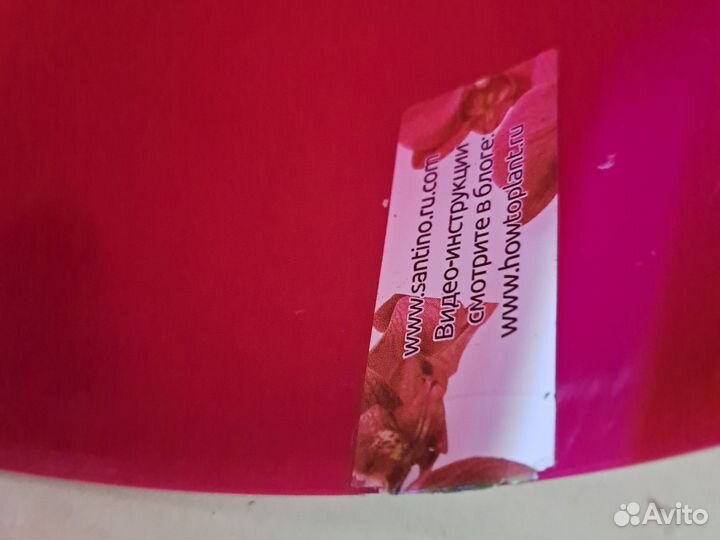 www.santino.ru.com
Видео-инструкции
смотрите в блоге:
www.howtoplant.ru
Avito